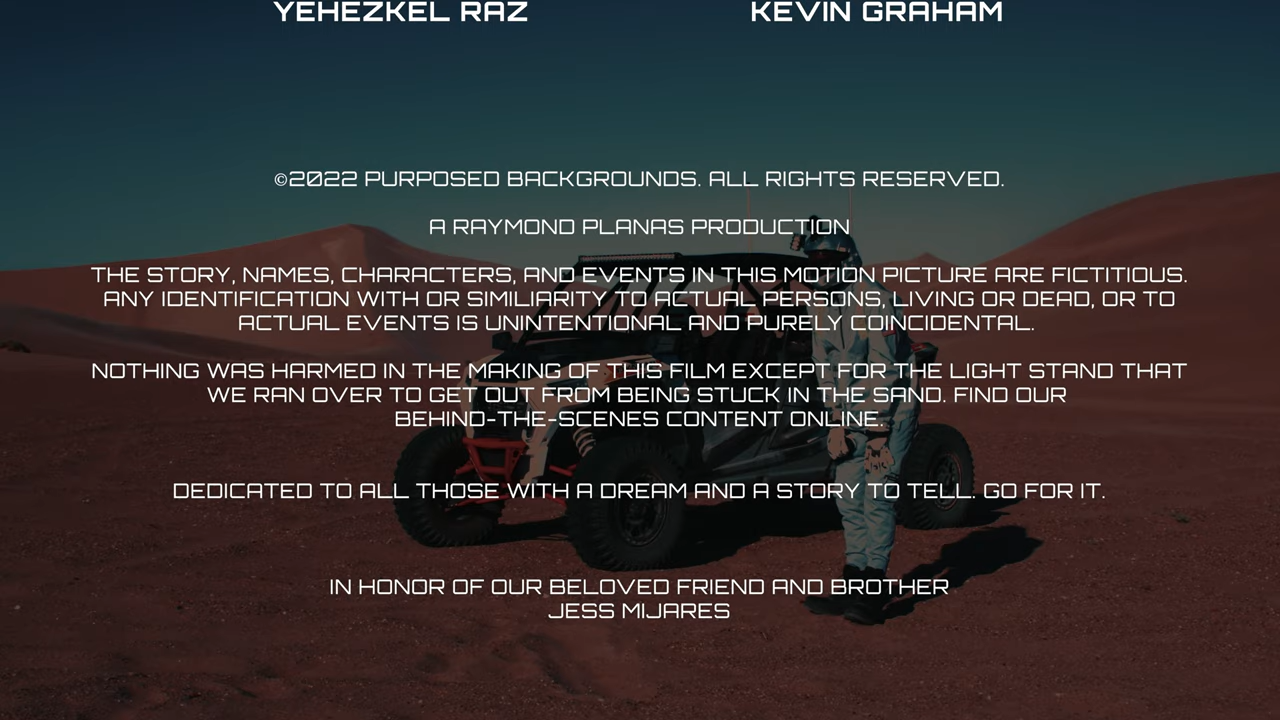 YEHEZKEL RAZ KEVIN GRAHAM
©2022 PURPOSED BACKGROUNDS. ALL RIGHTS RESERVED.
A RAYMOND PLANAS PRODUCTION
THE STORY, NAMES, CHARACTERS, AND EVENTS IN THIS MOTION PICTURE ARE FICTITIOUS.
ANY IDENTIFICATION WITH OR SIMILIARITY TO ACTUAL PERSONS, LIVING OR DEAD, OR TO
ACTUAL EVENTS IS UNINTENTIONAL AND PURELY COINCIDENTAL.
NOTHING WAS HARMED IN THE MAKING OF THIS FILM EXCEPT FOR THE LIGHT STAND THAT
WE RAN OVER TO GET OUT FROM BEING STUCK IN THE SAND. FIND OUR
BEHIND-THE-SCENES CONTENT ONLINE.
DEDICATED TO ALL THOSE WITH A DREAM AND A STORY TO TELL. GO FOR IT.
IN HONOR OF OUR BELOVED FRIEND AND BROTHER
JESS MIJARES